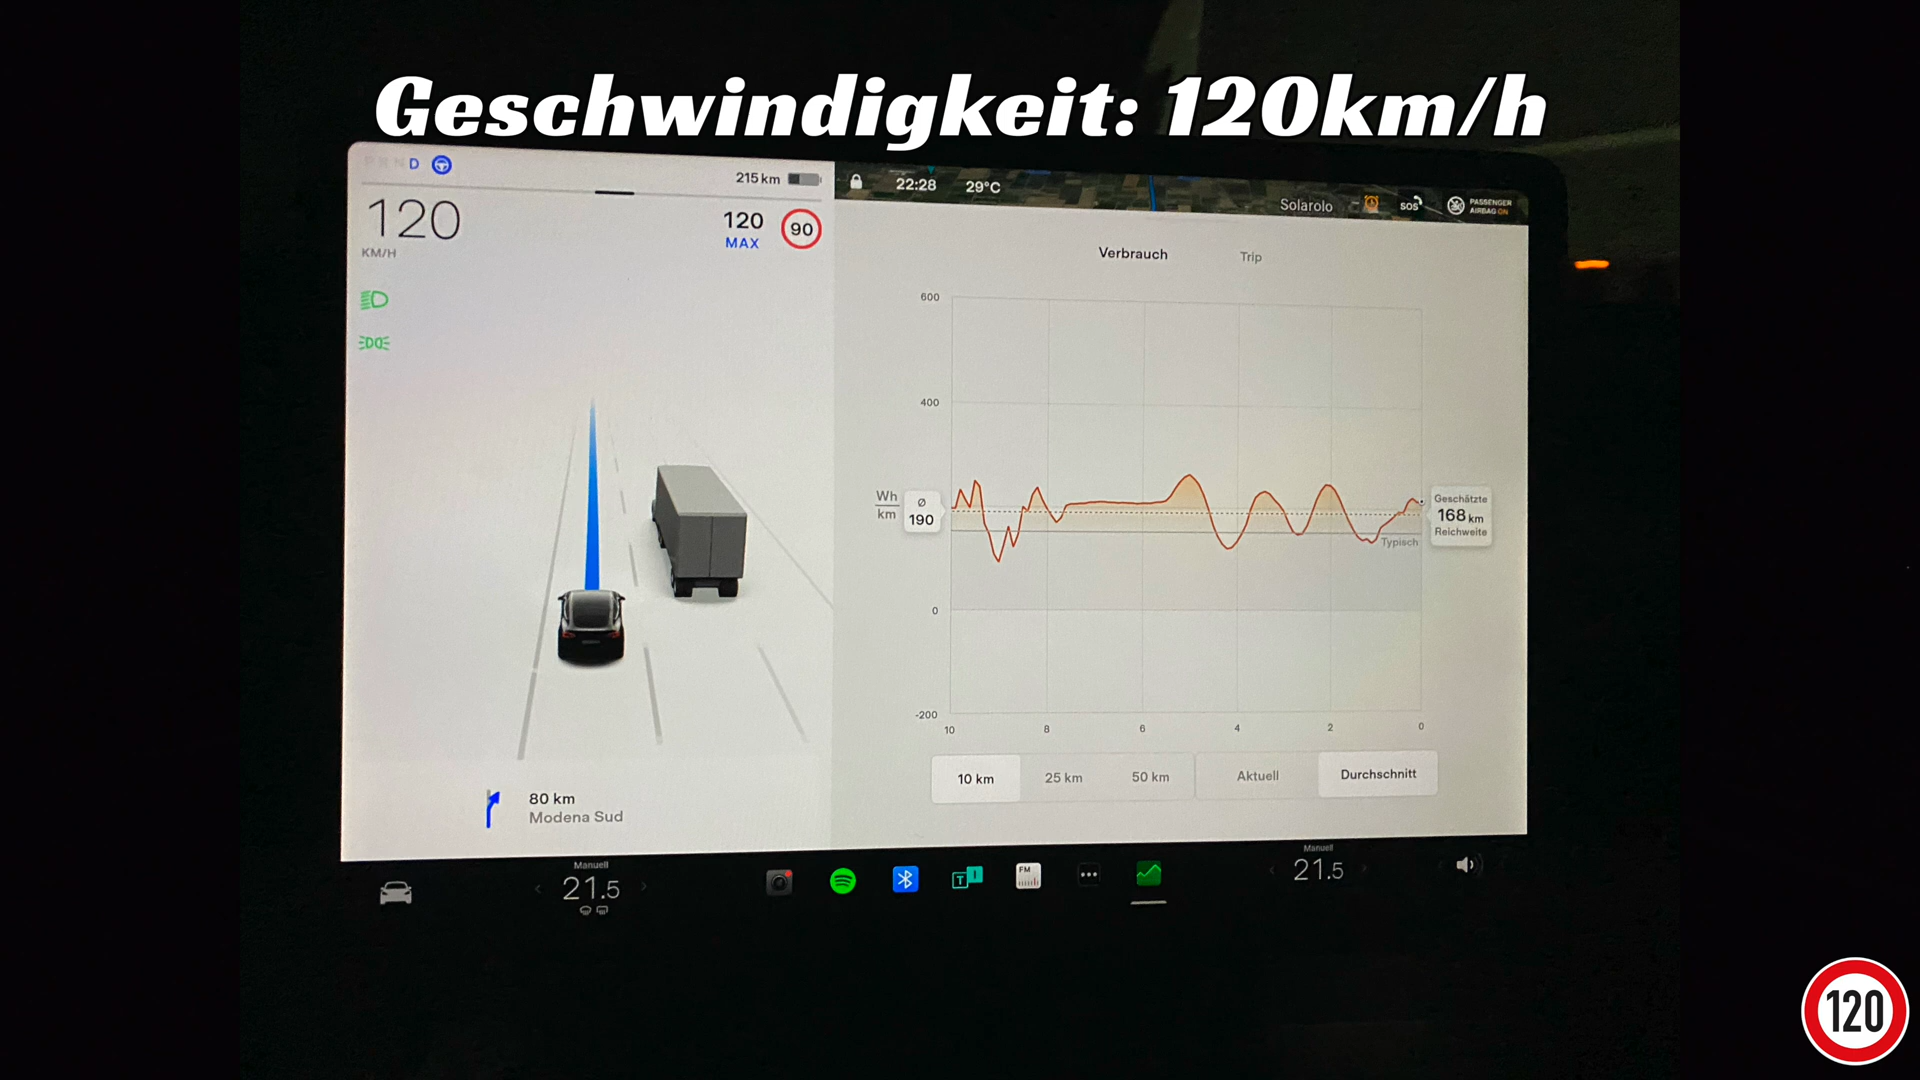 Geschwindigkeit: 120km/h
P R N D
215 km
22:28
29°C
Solarolo
SOS
PASSENGER
AIRBAG ON
120
KM/H
120
MAX
90
Verbrauch
Trip
600
400
0
-200
Wh
km
Ø
190
Geschätzte
168 km
Reichweite
Typisch
10
8
6
4
2
0
10 km
25 km
50 km
Aktuell
Durchschnitt
80 km
Modena Sud
Manuell
21.5
T
I
FM
Manuell
21.5
120